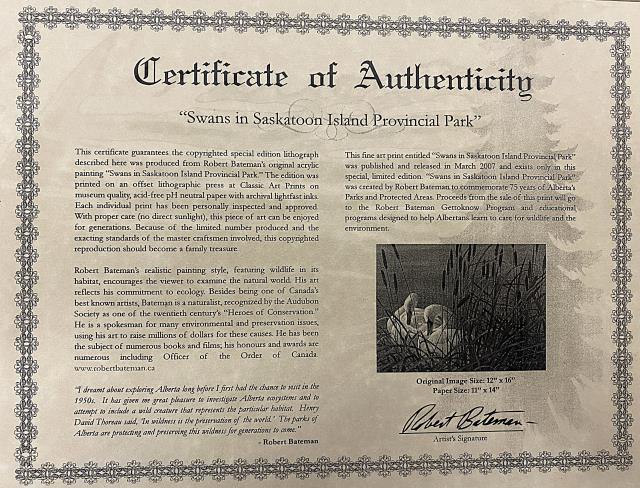 Certificate of Authenticity
“Swans in Saskatoon Island Provincial Park”
This certificate guarantees the copyrighted special edition lithograph
described here was produced from Robert Bateman's original acrylic
painting "Swans in Saskatoon Island Provincial Park." The edition was
printed on an offset lithographic press at Classic Art Prints on
museum quality, acid-free pH neutral paper with archival lightfast inks.
Each individual print has been personally inspected and approved.
With proper care (no direct sunlight), this piece of art can be enjoyed
for generations. Because of the limited number produced and the
exacting standards of the master craftsmen involved, this copyrighted
reproduction should become a family treasure.
Robert Bateman's realistic painting style, featuring wildlife in its
habitat, encourages the viewer to examine the natural world. His art
reflects his commitment to ecology. Besides being one of Canada's
best known artists, Bateman is a naturalist, recognized by the Audubon
Society as one of twentieth century's "Heroes of Conservation."
He is a spokesman for many environmental and preservation issues,
using his art to raise millions of dollars for these causes. He has been
the subject of numerous books and films; his honours and awards are
numerous including Officer of the Order of Canada.
www.robertbateman.ca
"I dreamt about exploring Alberta long before I first had the chance to visit in the
1950s. It has given me great pleasure to investigate Alberta ecosystems and to
attempt to include a wild creature that represents the particular habitat. Henry
David Thoreau said, 'In wildness is the preservation of the world.' The parks of
Alberta are protecting and preserving this wildness for generations to come."
- Robert Bateman
This fine art print entitled "Swans in Saskatoon Island Provincial Park"
was published and released in March 2007 and exists only in this
special, limited edition. "Swans in Saskatoon Island Provincial Park"
was created by Robert Bateman to commemorate 75 years of Alberta's
Parks and Protected Areas. Proceeds from the sale of this print will go
to the Robert Bateman Gettoknow Program and educational
programs designed to help Albertans learn to care for wildlife and the
environment.
Original Image Size: 12" x 16"
Paper Size: 11" x 14"
Robert Bateman
Artist's Signature